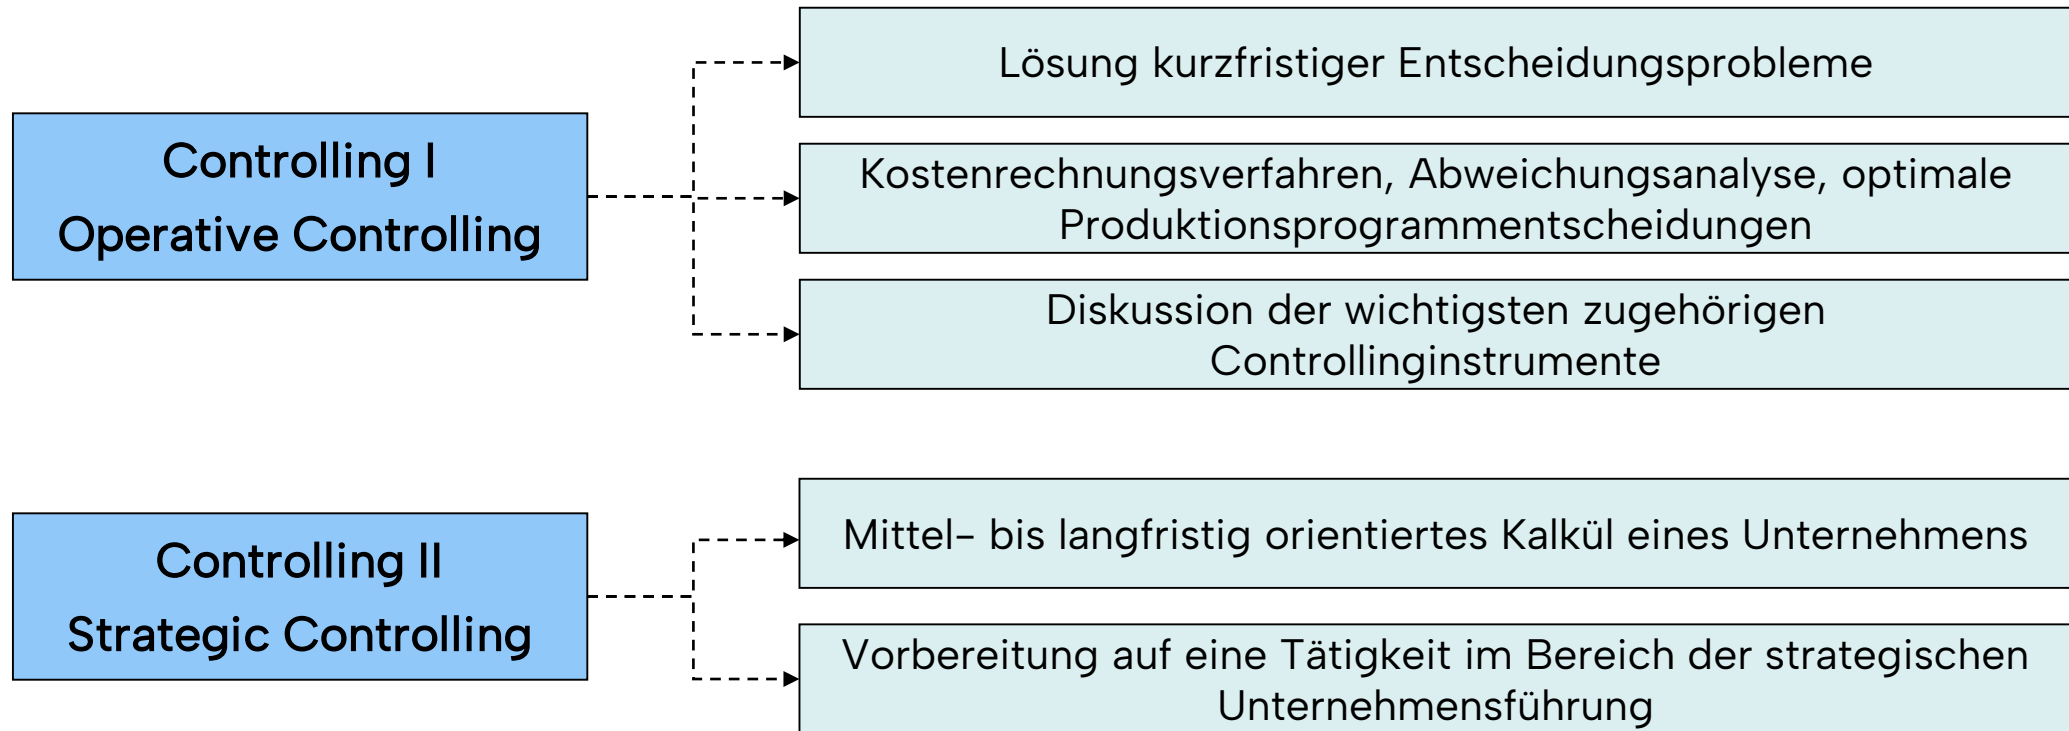 Controlling I
Operative Controlling
Lösung kurzfristiger Entscheidungsprobleme
Kostenrechnungsverfahren, Abweichungsanalyse, optimale
Produktionsprogrammentscheidungen
Diskussion der wichtigsten zugehörigen
Controllinginstrumente
Controlling II
Strategic Controlling
Mittel- bis langfristig orientiertes Kalkül eines Unternehmens
Vorbereitung auf eine Tätigkeit im Bereich der strategischen
Unternehmensführung